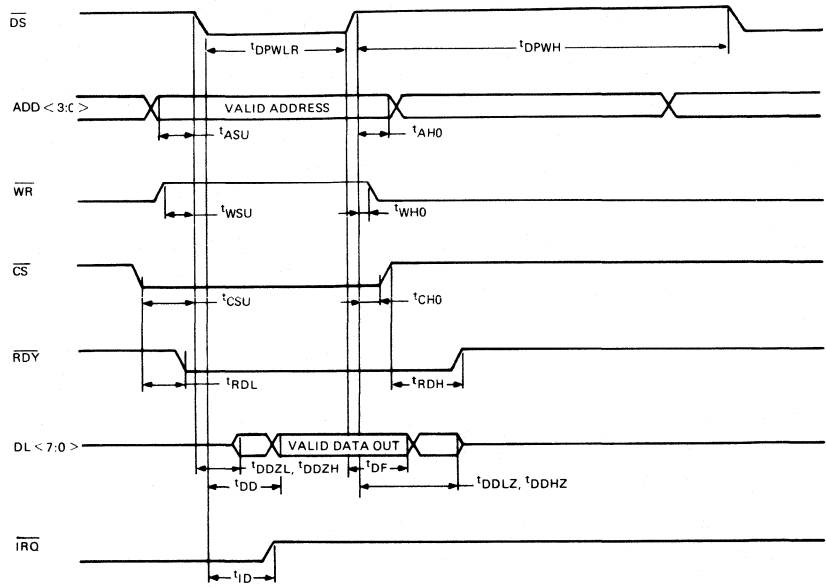 DS
tDPWLR
tDPWH
ADD <3:0>
VALID ADDRESS
tASU
tAH0
WR
tWSU
tWH0
CS
tCSU
tCH0
RDY
tRDL
tRDH
DL <7:0>
VALID DATA OUT
tDDZL, tDDZH
tDF
tDD
tDDLZ, tDDHZ
IRQ
tID